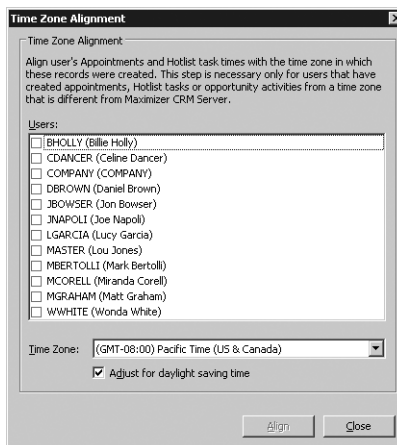 Time Zone Alignment
Time Zone Alignment
Align user's Appointments and Hotlist task times with the time zone in which
these records were created. This step is necessary only for users that have
created appointments, Hotlist tasks or opportunity activities from a time zone
that is different from Maximizer CRM Server.
Users:
BHOLLY (Billie Holly)
CDANCER (Celine Dancer)
COMPANY (COMPANY)
DBROWN (Daniel Brown)
JBOWSER (Jon Bowser)
JNAPOLI (Joe Napoli)
LGARCIA (Lucy Garcia)
MASTER (Lou Jones)
MBERTOLLI (Mark Bertolli)
MCORELL (Miranda Corell)
MGRAHAM (Matt Graham)
WWHITE (Wonda White)
Time Zone: (GMT-08:00) Pacific Time (US & Canada)
Adjust for daylight saving time
Align Close